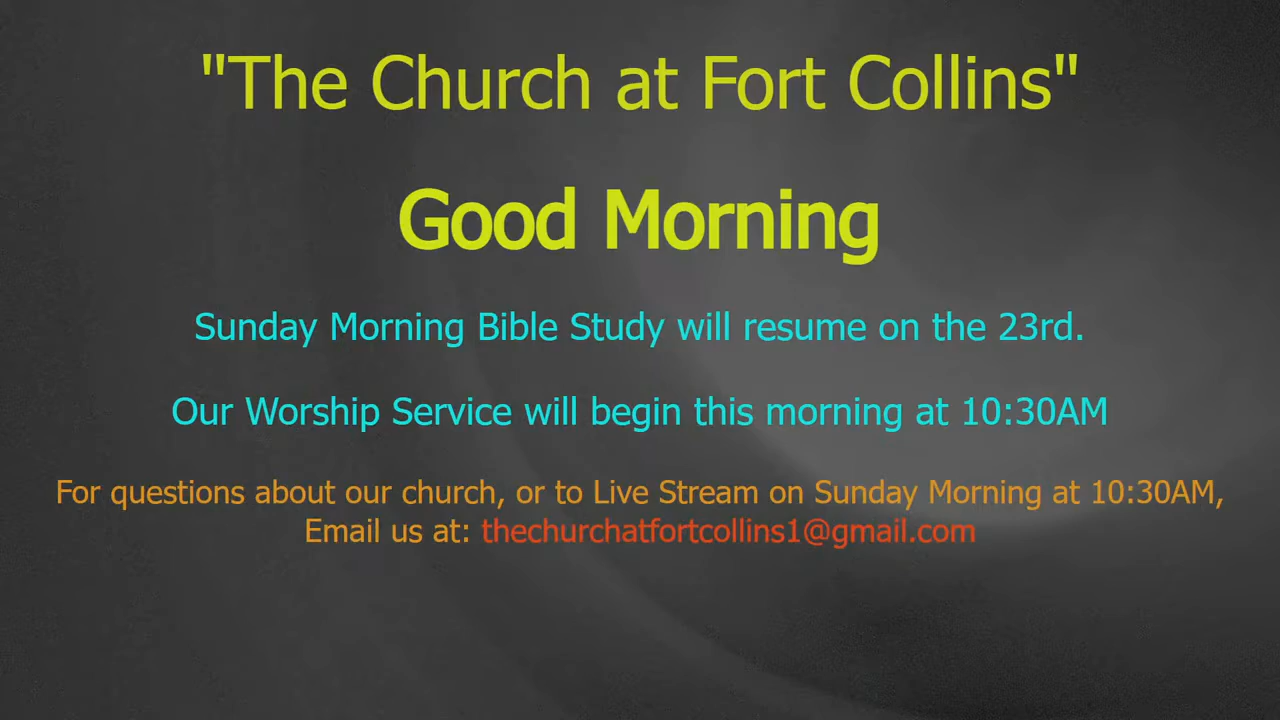 "The Church at Fort Collins"
Good Morning
Sunday Morning Bible Study will resume on the 23rd.
Our Worship Service will begin this morning at 10:30AM
For questions about our church, or to Live Stream on Sunday Morning at 10:30AM,
Email us at: thechurchatfortcollins1@gmail.com